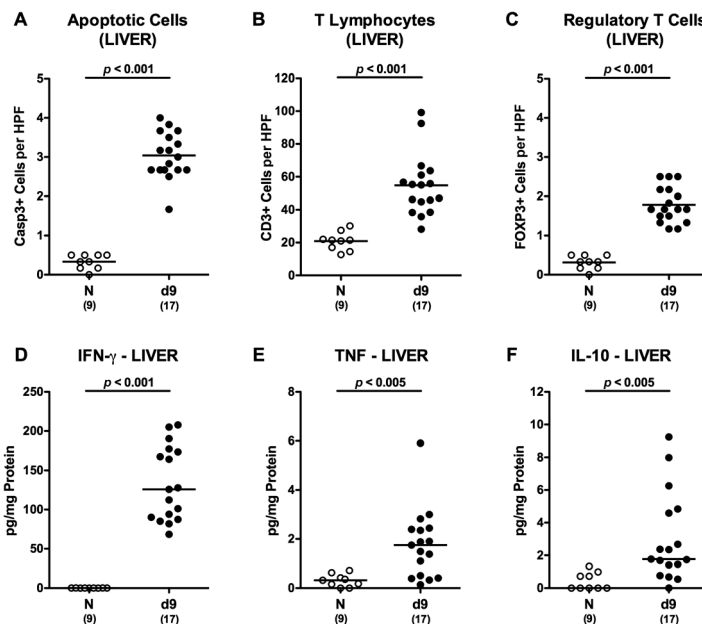 A
Apoptotic Cells
(LIVER)
p < 0.001
Casp3+ Cells per HPF
5
4
3
2
1
0
N
(9)
d9
(17)
B
T Lymphocytes
(LIVER)
p < 0.001
CD3+ Cells per HPF
120
100
80
60
40
20
0
N
(9)
d9
(17)
C
Regulatory T Cells
(LIVER)
p < 0.001
FOXP3+ Cells per HPF
5
4
3
2
1
0
N
(9)
d9
(17)
D
IFN-γ - LIVER
p < 0.001
pg/mg Protein
250
200
150
100
50
0
N
(9)
d9
(17)
E
TNF - LIVER
p < 0.005
pg/mg Protein
8
6
4
2
0
N
(9)
d9
(17)
F
IL-10 - LIVER
p < 0.005
pg/mg Protein
12
10
8
6
4
2
0
N
(9)
d9
(17)